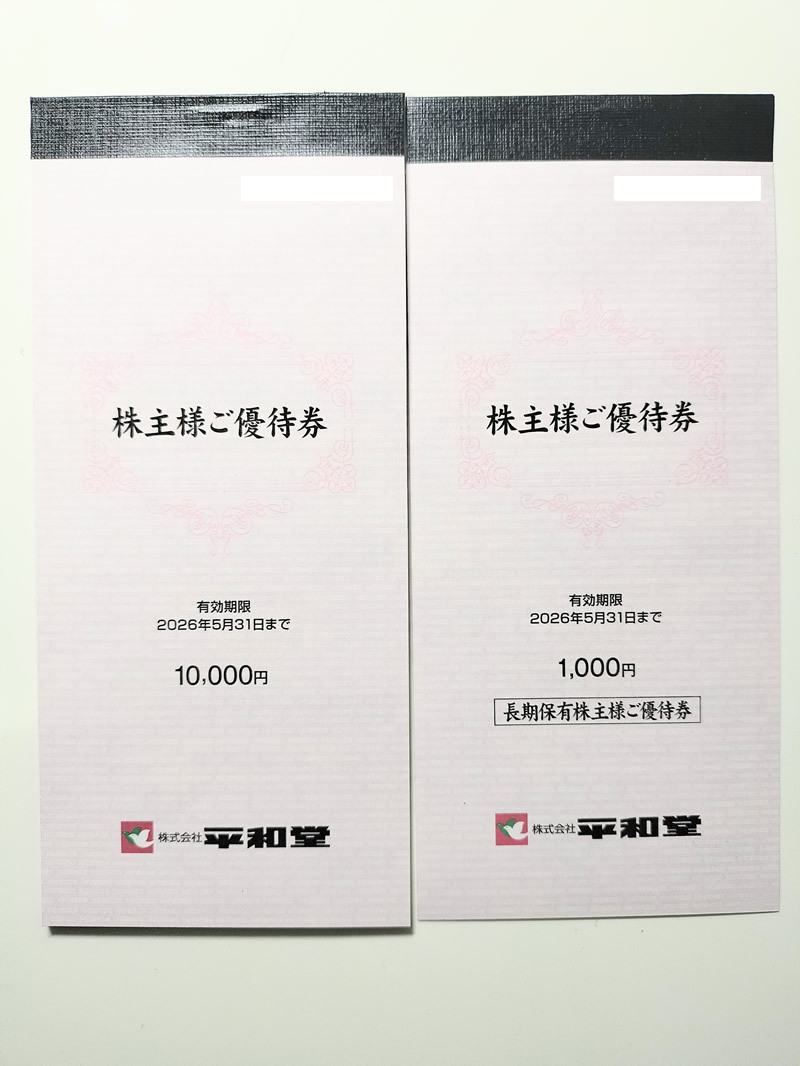 株主様ご優待券
有効期限
2026年5月31日まで
10,000円
株式会社 平和堂
株主様ご優待券
有効期限
2026年5月31日まで
1,000円
長期保有株主様ご優待券
株式会社 平和堂